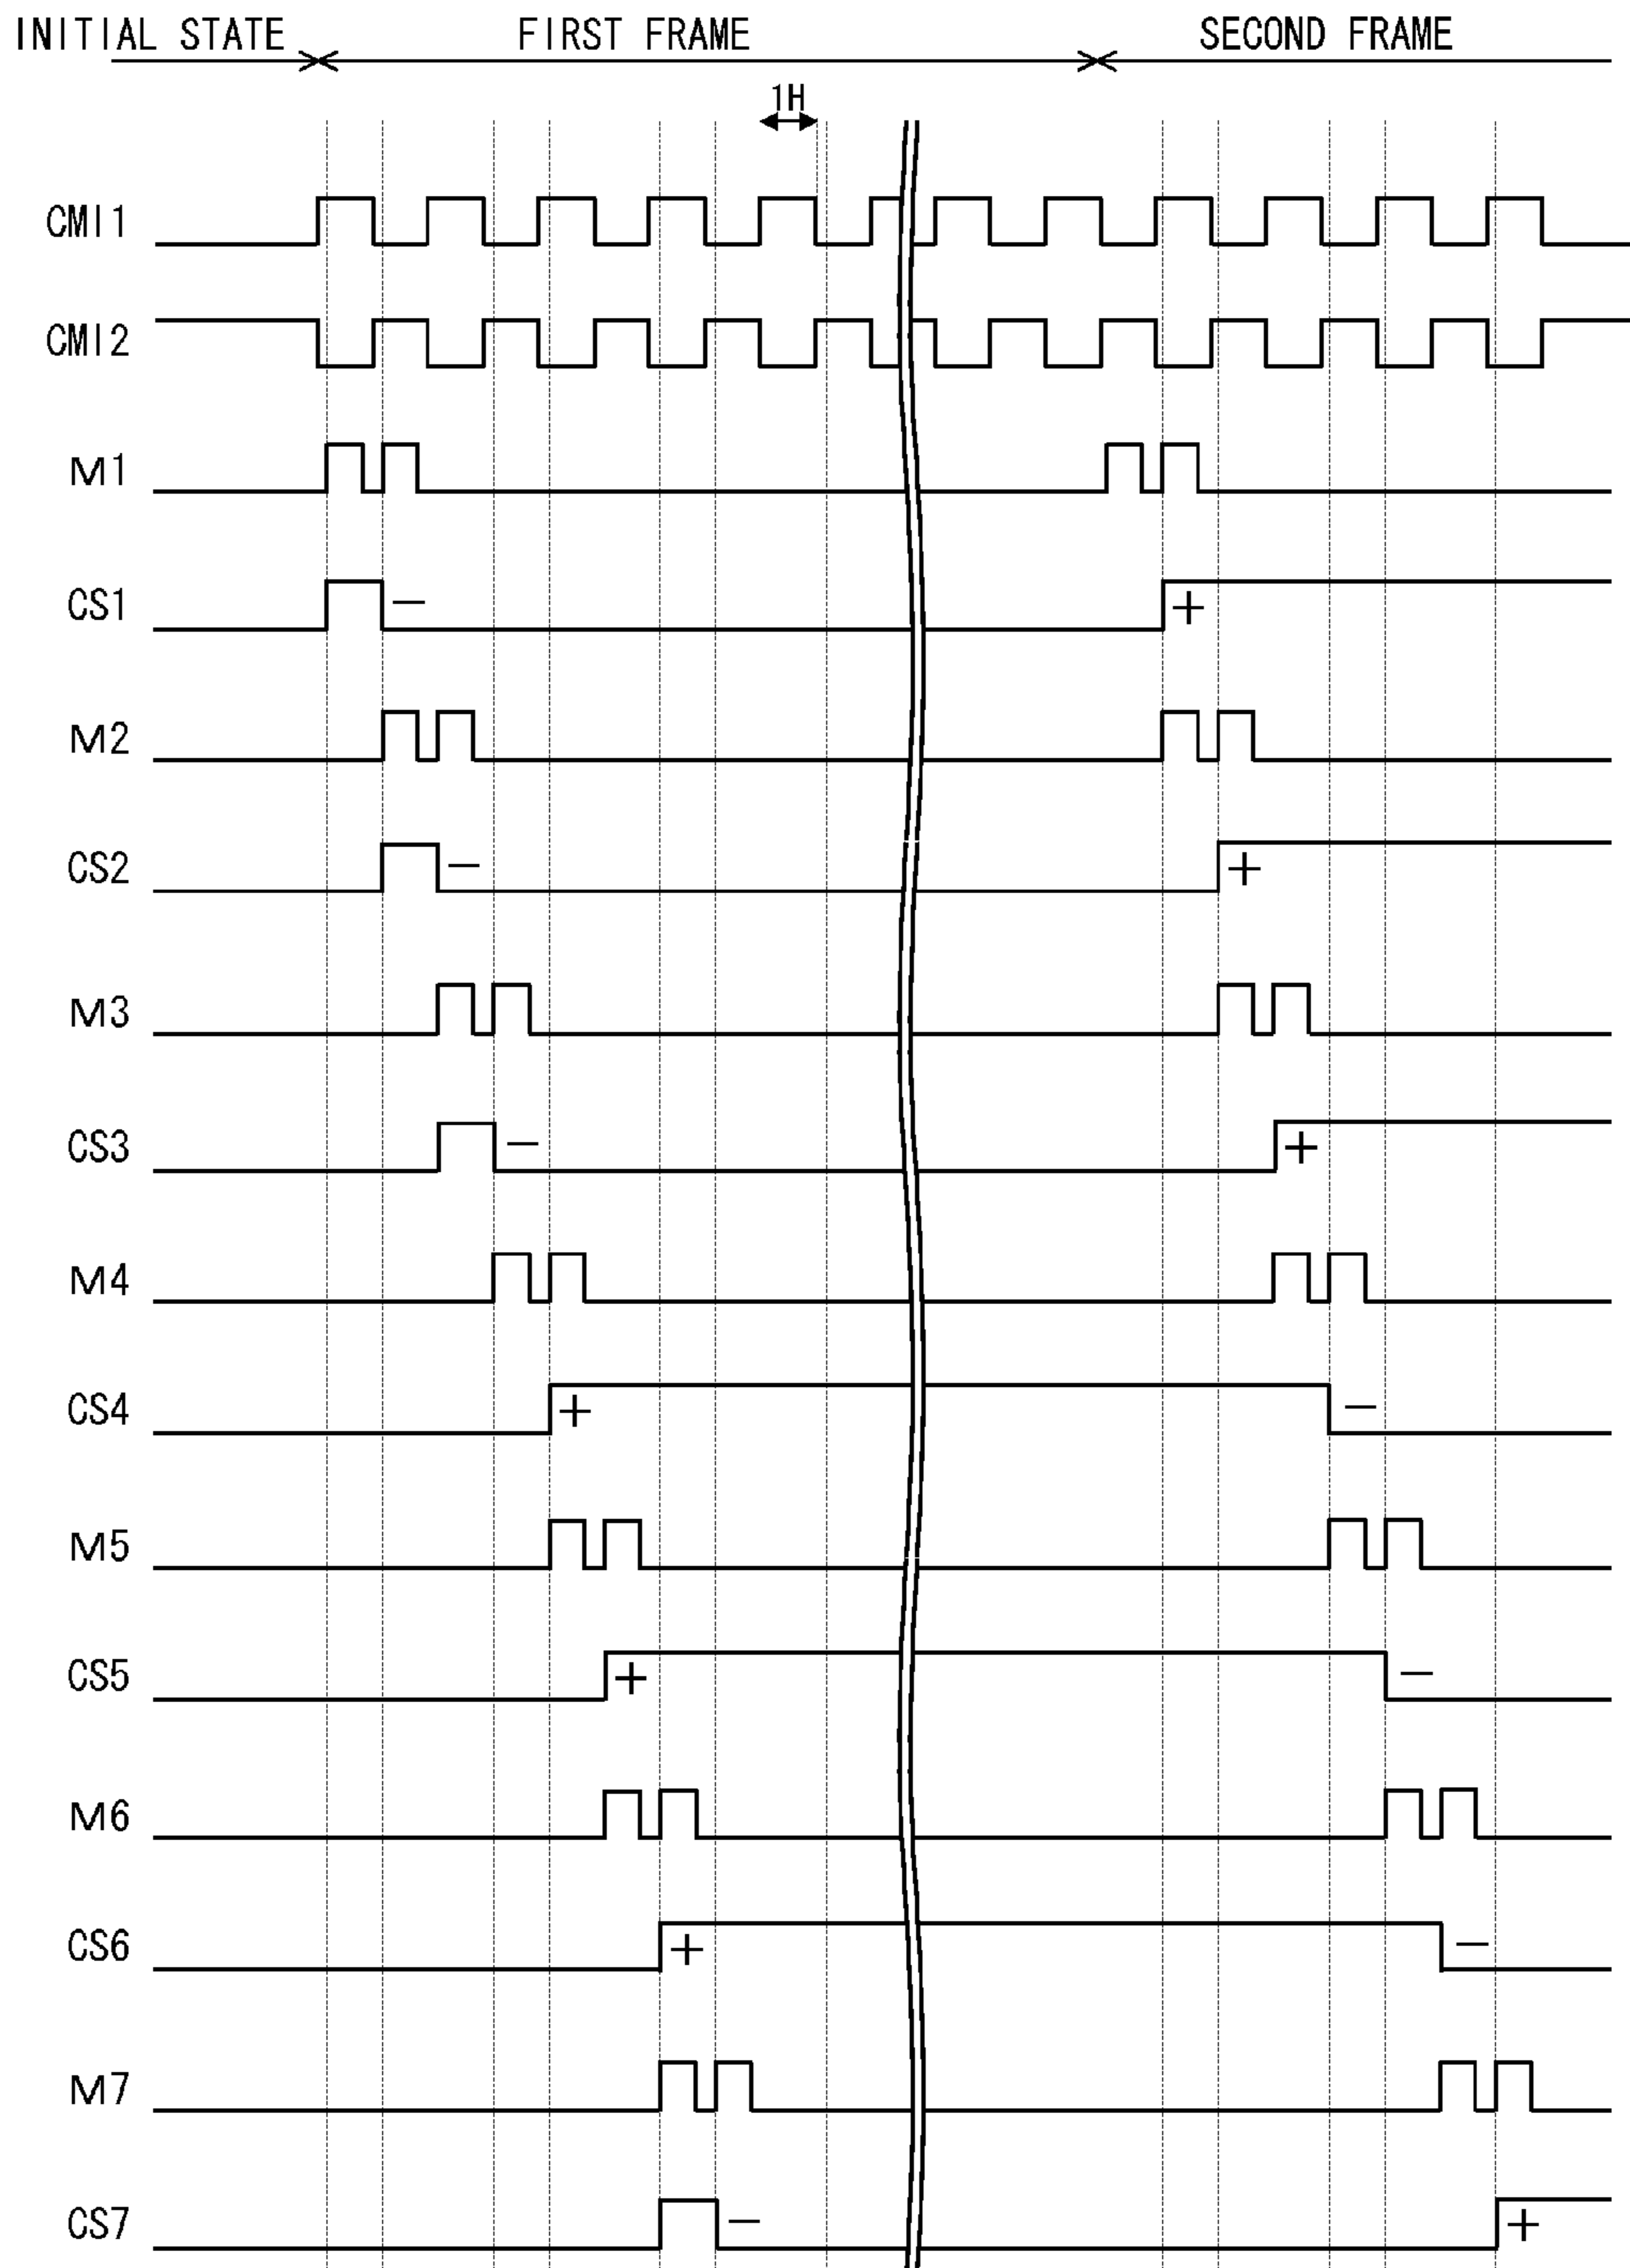 INITIAL STATE FIRST FRAME SECOND FRAME
1H
CMI1
CMI2
M1
CS1 − +
M2
CS2 − +
M3
CS3 − +
M4
CS4 + −
M5
CS5 + −
M6
CS6 + −
M7
CS7 − +